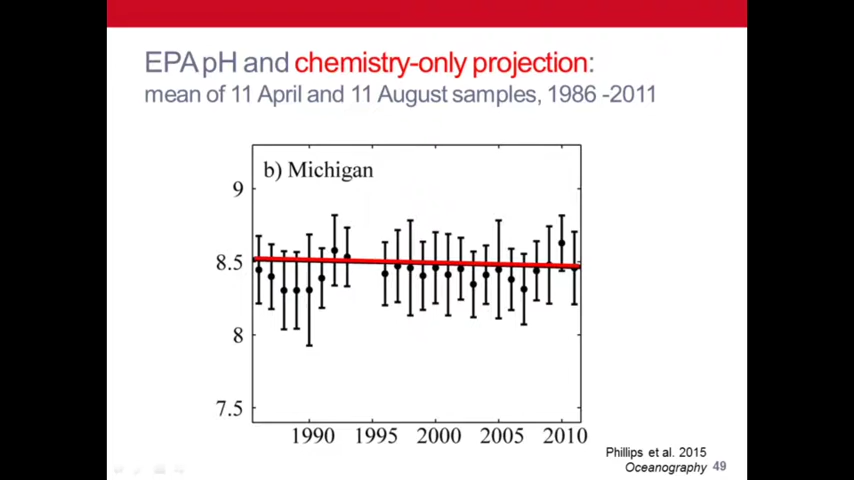 EPA pH and chemistry-only projection:
mean of 11 April and 11 August samples, 1986 -2011
b) Michigan
9
8.5
8
7.5
1990 1995 2000 2005 2010
Phillips et al. 2015
Oceanography 49